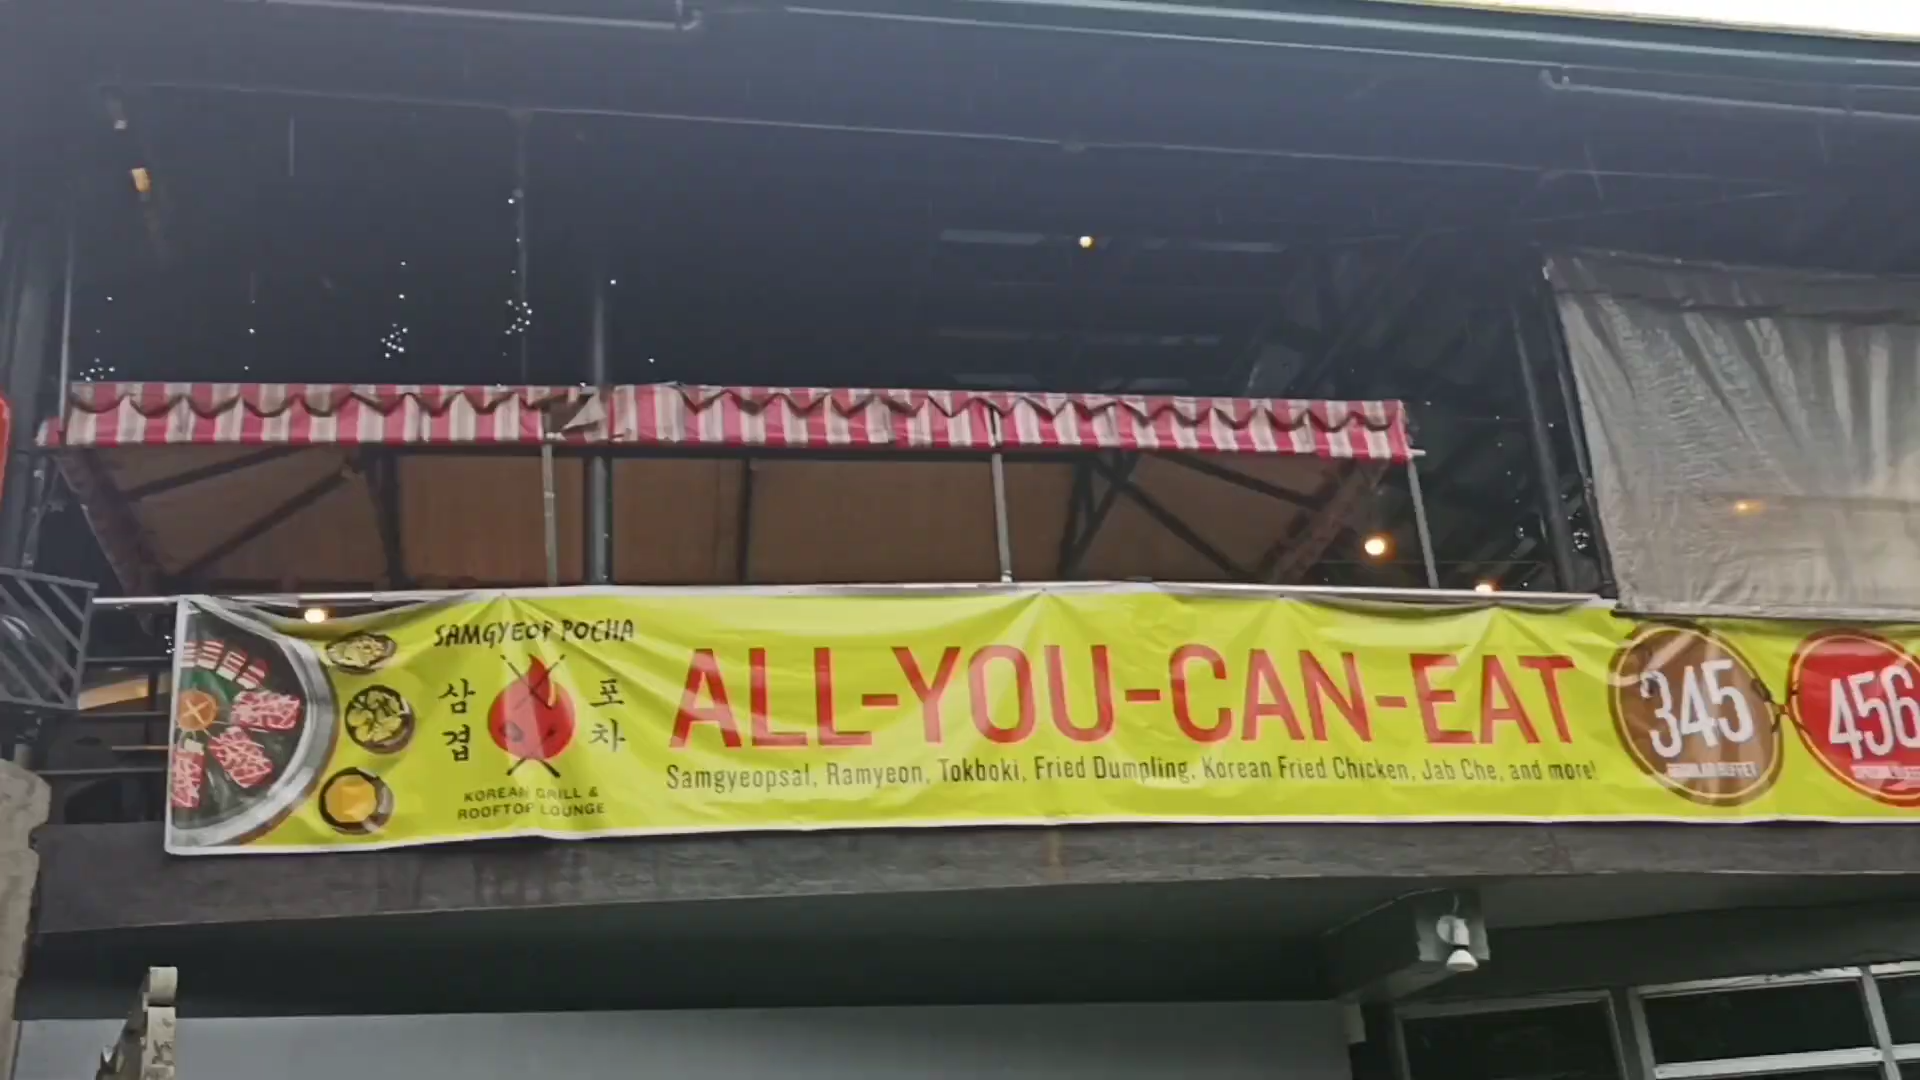 SAMGYEOP POCHA
삼겹
포차
KOREAN GRILL &
ROOFTOP LOUNGE
ALL-YOU-CAN-EAT
Samgyeopsal, Ramyeon, Tokboki, Fried Dumpling, Korean Fried Chicken, Jab Che, and more!
345
456